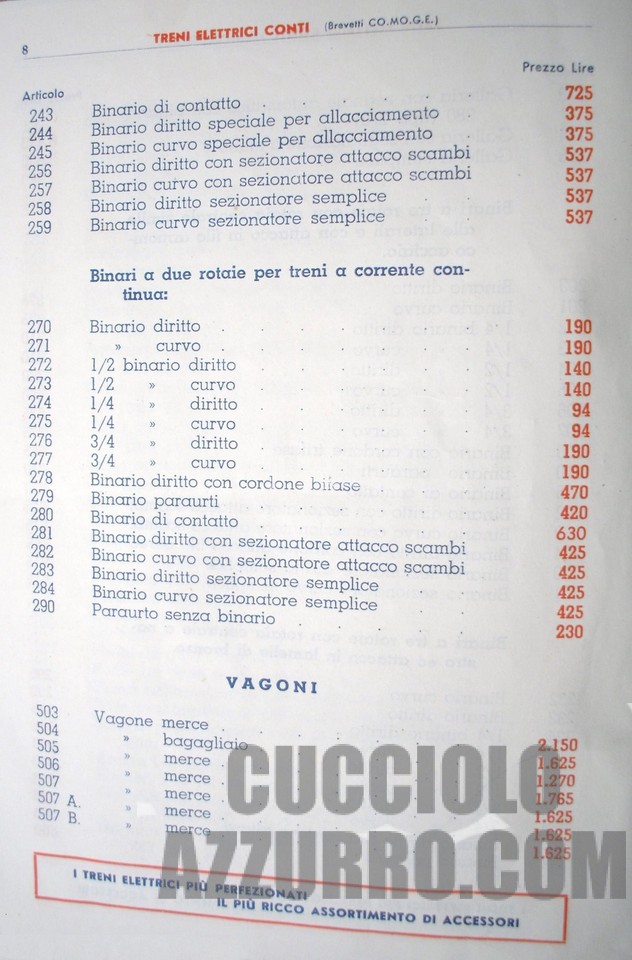 8 TRENI ELETTRICI CONTI (Brevetti CO.MO.G.E.)
Articolo Prezzo Lire
243 Binario di contatto . . . . . . 725
244 Binario diritto speciale per allacciamento . 375
245 Binario curvo speciale per allacciamento . 375
256 Binario diritto con sezionatore attacco scambi 537
257 Binario curvo con sezionatore attacco scambi 537
258 Binario diritto sezionatore semplice . . 537
259 Binario curvo sezionatore semplice . . 537
Binari a due rotaie per treni a corrente con-
tinua:
270 Binario diritto . . . . . . . 190
271 » curvo . . . . . . . 190
272 1/2 binario diritto . . . . . . 140
273 1/2 » curvo . . . . . . 140
274 1/4 » diritto . . . . . . 94
275 1/4 » curvo . . . . . . 94
276 3/4 » diritto . . . . . . 190
277 3/4 » curvo . . . . . . 190
278 Binario diritto con cordone bifase . . . 470
279 Binario paraurti . . . . . . 420
280 Binario di contatto . . . . . . 630
281 Binario diritto con sezionatore attacco scambi 425
282 Binario curvo con sezionatore attacco scambi 425
283 Binario diritto sezionatore semplice . . 425
284 Binario curvo sezionatore semplice . . 425
290 Paraurto senza binario . . . . . 230
VAGONI
503 Vagone merce . . . . . . 2.150
504 » bagagliaio . . . . . 1.625
505 » merce . . . . . . 1.270
506 » merce . . . . . . 1.765
507 » merce . . . . . . 1.625
507 A. » merce . . . . . . 1.625
507 B. » merce . . . . . . 1.625
CUCCIOLO
AZZURRO.COM
I TRENI ELETTRICI PIÙ PERFEZIONATI
IL PIÙ RICCO ASSORTIMENTO DI ACCESSORI